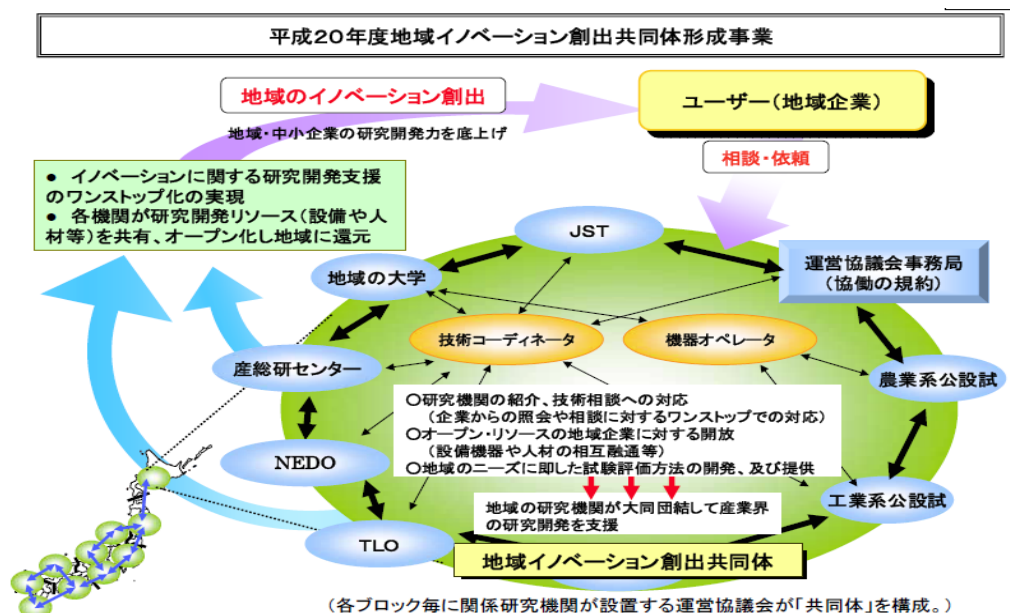 平成20年度地域イノベーション創出共同体形成事業
地域のイノベーション創出
ユーザー(地域企業)
地域・中小企業の研究開発力を底上げ
相談・依頼
● イノベーションに関する研究開発支援
のワンストップ化の実現
● 各機関が研究開発リソース(設備や人
材等)を共有、オープン化し地域に還元
JST
地域の大学
運営協議会事務局
(協働の規約)
技術コーディネータ
機器オペレータ
産総研センター
農業系公設試
〇研究機関の紹介、技術相談への対応
(企業からの照会や相談に対するワンストップでの対応)
〇オープン・リソースの地域企業に対する開放
(設備機器や人材の相互融通等)
〇地域のニーズに即した試験評価方法の開発、及び提供
NEDO
工業系公設試
地域の研究機関が大同団結して産業界
の研究開発を支援
TLO
地域イノベーション創出共同体
(各ブロック毎に関係研究機関が設置する運営協議会が「共同体」を構成。)